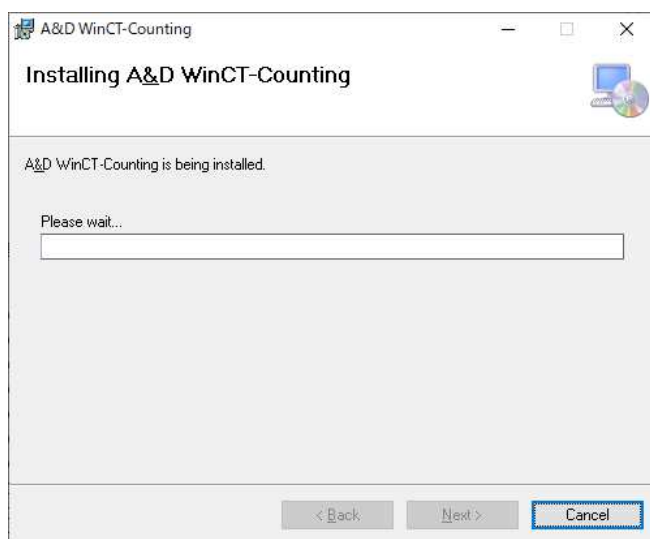 A&D WinCT-Counting
Installing A&D WinCT-Counting
A&D WinCT-Counting is being installed.
Please wait...
< Back
Next >
Cancel